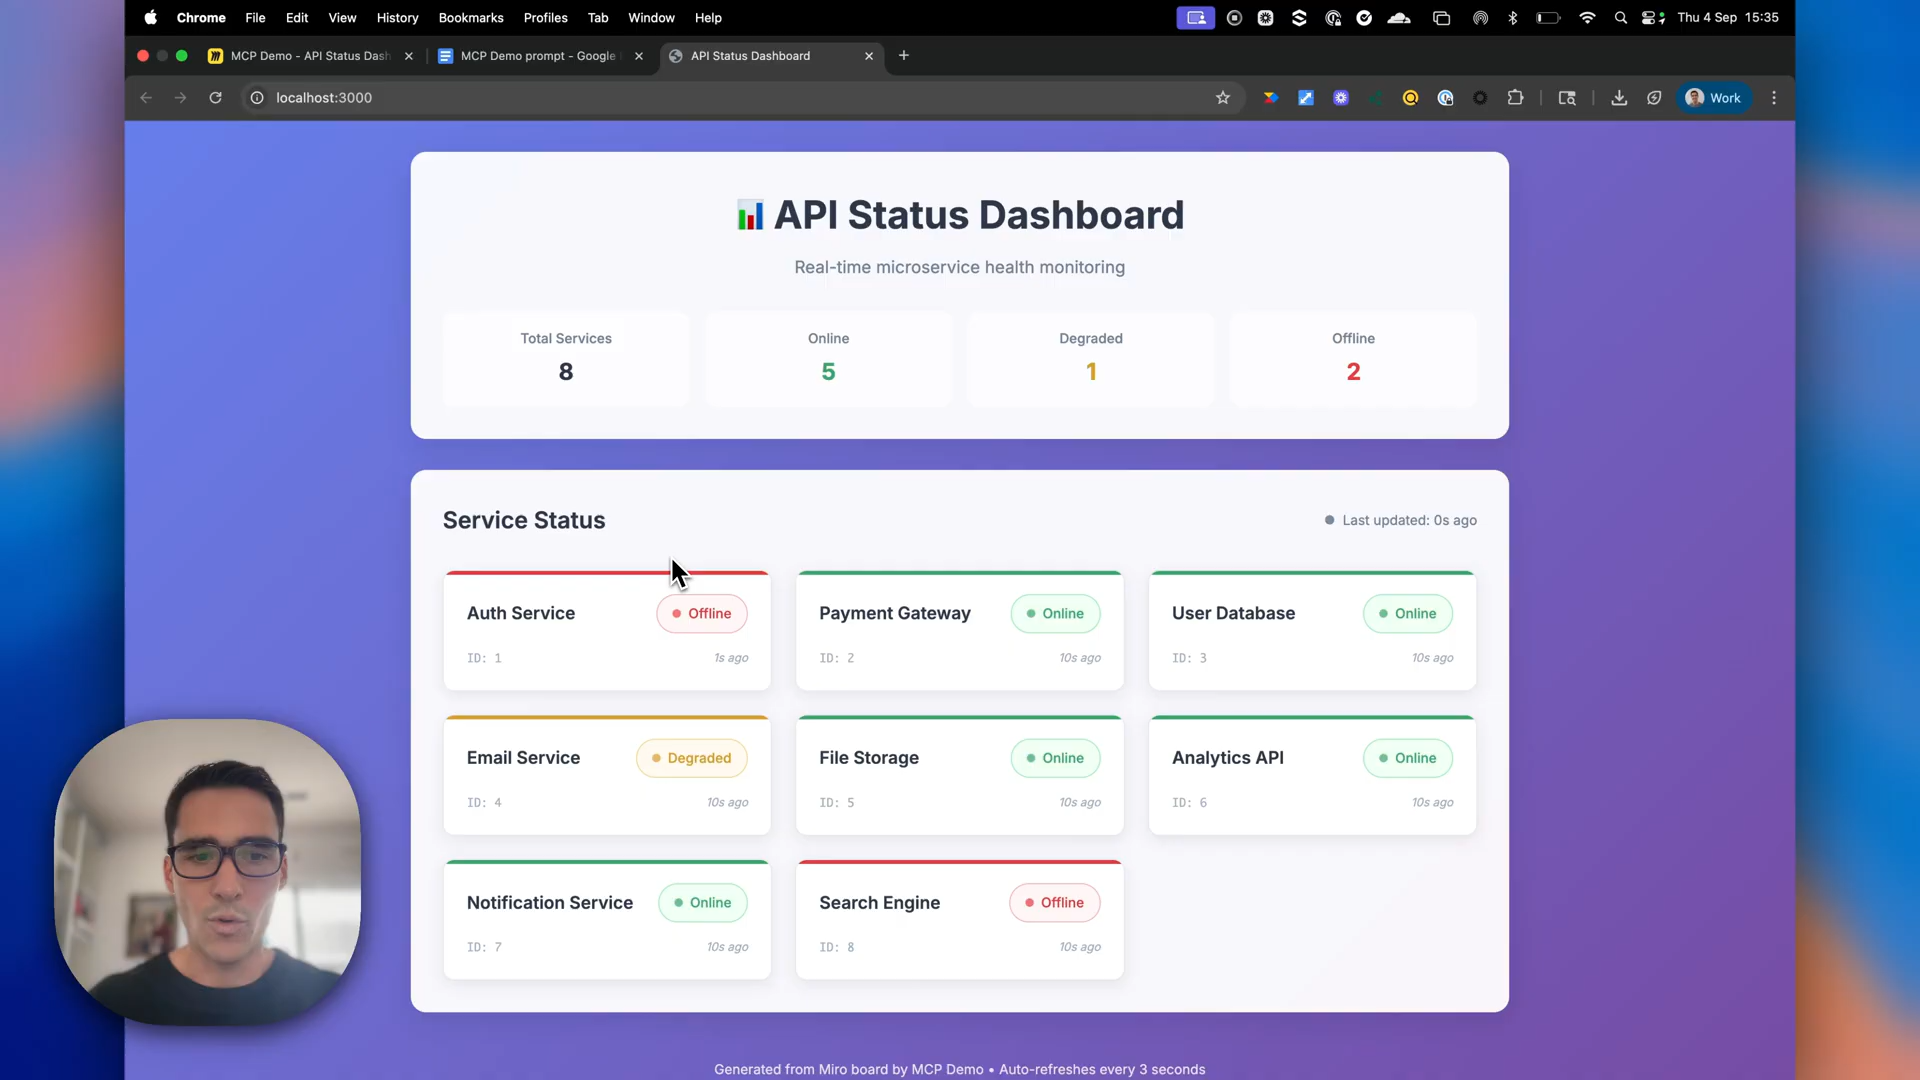 Chrome File Edit View History Bookmarks Profiles Tab Window Help Thu 4 Sep 15:35
MCP Demo - API Status Dash MCP Demo prompt - Google API Status Dashboard
localhost:3000 Work
API Status Dashboard
Real-time microservice health monitoring
Total Services Online Degraded Offline
8 5 1 2
Service Status Last updated: 0s ago
Auth Service Offline Payment Gateway Online User Database Online
ID: 1 1s ago ID: 2 10s ago ID: 3 10s ago
Email Service Degraded File Storage Online Analytics API Online
ID: 4 10s ago ID: 5 10s ago ID: 6 10s ago
Notification Service Online Search Engine Offline
ID: 7 10s ago ID: 8 10s ago
Generated from Miro board by MCP Demo • Auto-refreshes every 3 seconds